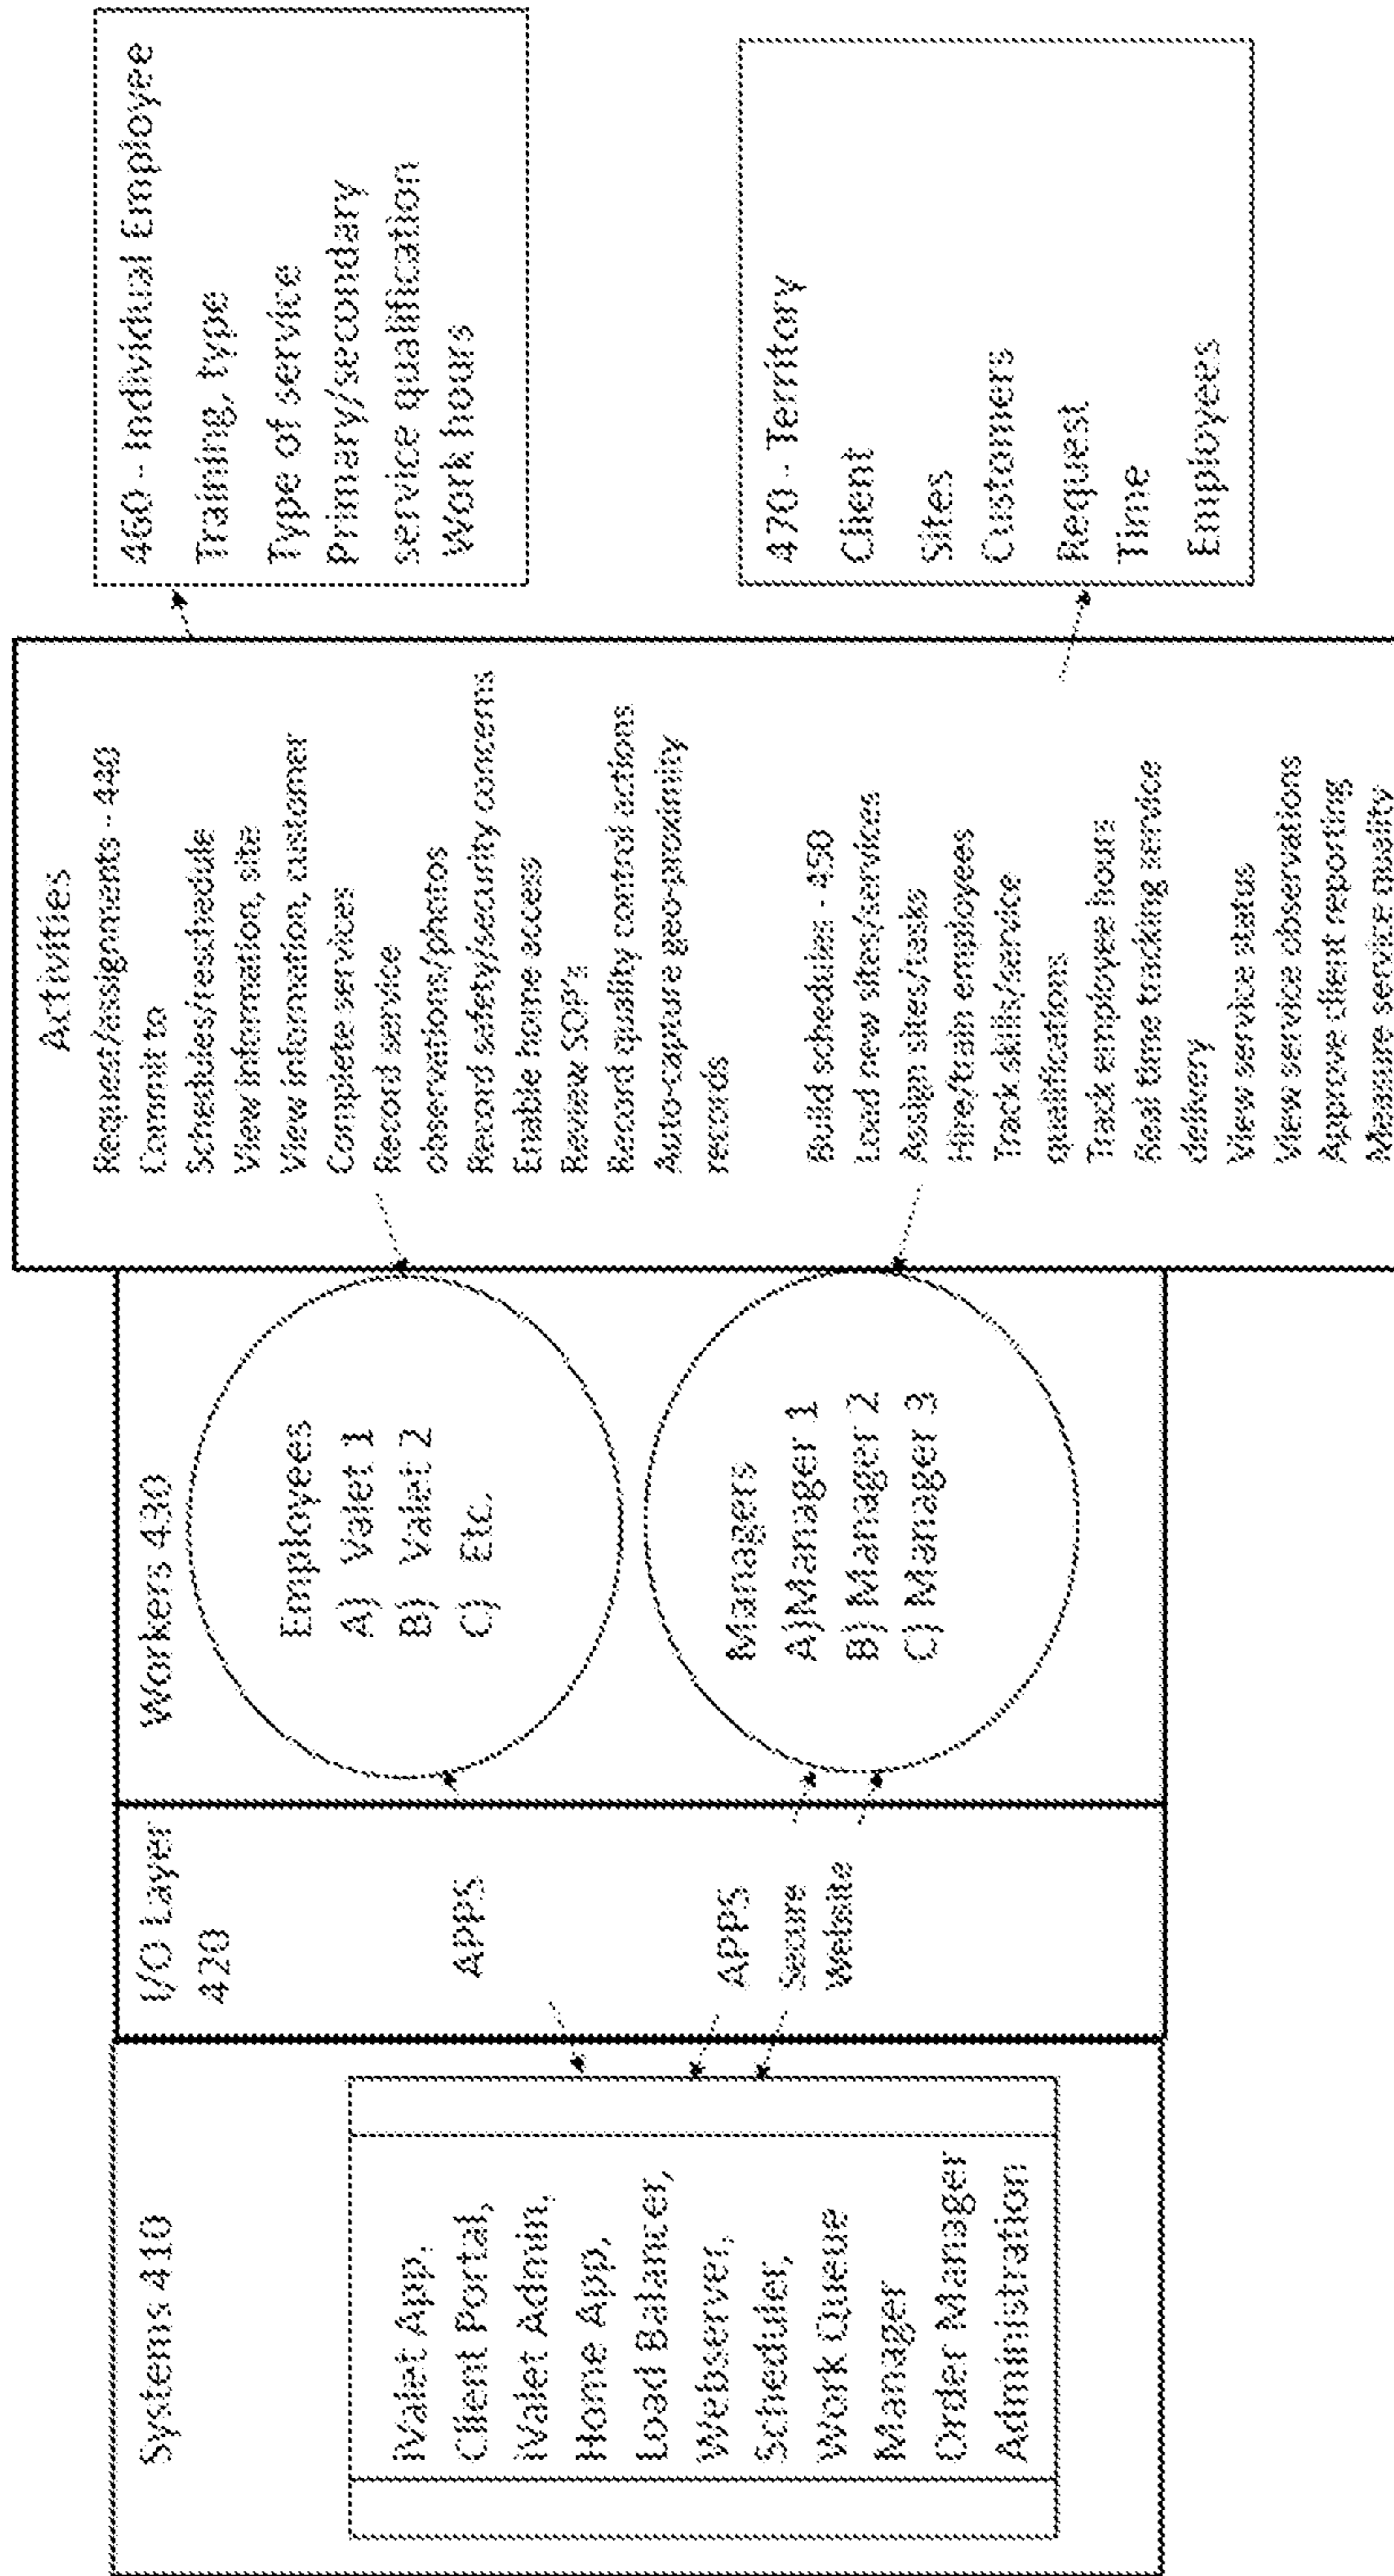 Systems 410
iValet App,
Client Portal,
iValet Admin,
Home App,
Load Balancer,
Webserver,
Scheduler,
Work Queue
Manager
Order Manager
Administration
I/O Layer
420
APPS
APPS
Secure
Website
Workers 430
Employees
A) Valet 1
B) Valet 2
C) Etc.
Managers
A)Manager 1
B) Manager 2
C) Manager 3
Activities
Request/assignments - 440
Commit to
Schedules/reschedule
View information, site
View information, customer
Complete services
Record service
observations/photos
Record safety/security concerns
Enable home access
Review SOP's
Record quality control actions
Auto-capture geo-proximity
records
Build schedules - 450
Load new sites/services
Assign sites/tasks
Hire/train employees
Track skills/service
qualifications
Track employee hours
Real time tracking service
delivery
View service status
View service observations
Approve client reporting
Measure service quality
460 - Individual Employee
Training, type
Type of service
Primary/secondary
service qualification
Work hours
470 - Territory
Client
Sites
Customers
Request
Time
Employees